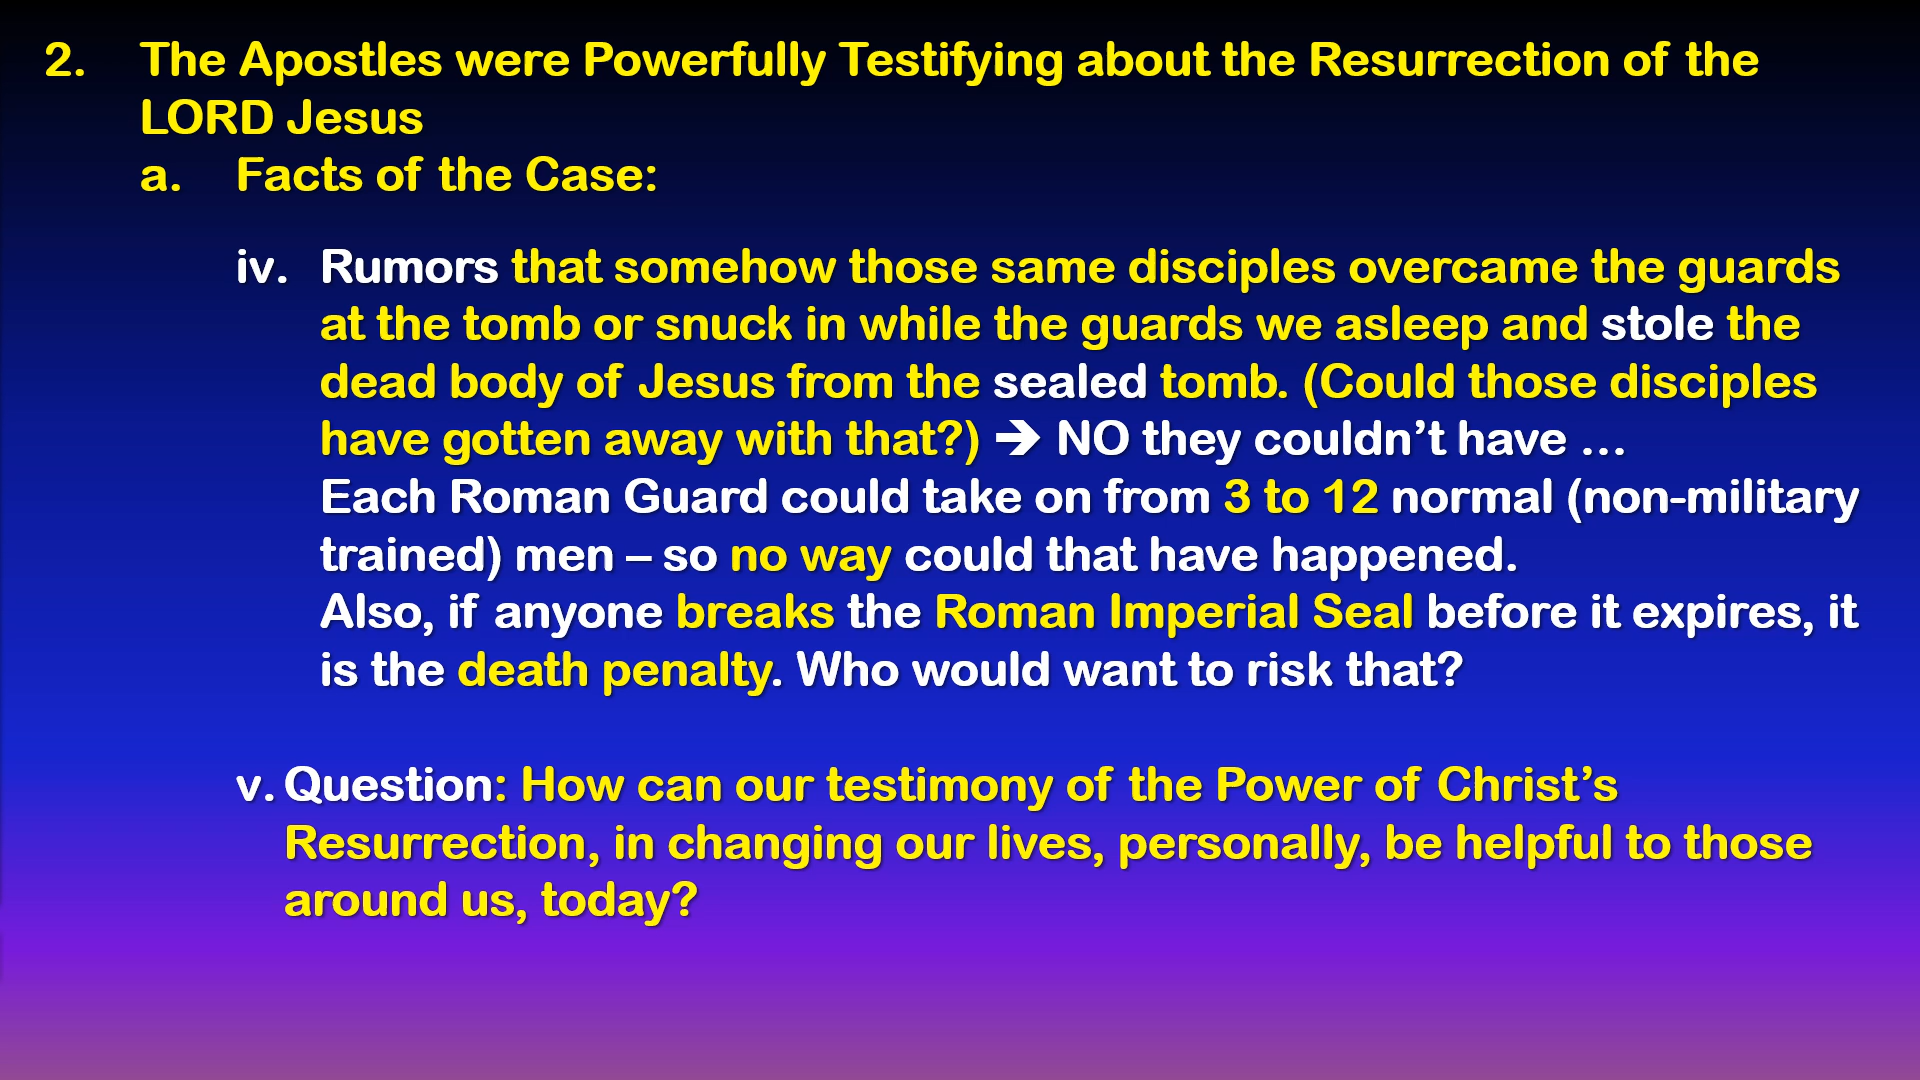 2. The Apostles were Powerfully Testifying about the Resurrection of the
LORD Jesus
a. Facts of the Case:
iv. Rumors that somehow those same disciples overcame the guards
at the tomb or snuck in while the guards we asleep and stole the
dead body of Jesus from the sealed tomb. (Could those disciples
have gotten away with that?) ➔ NO they couldn’t have …
Each Roman Guard could take on from 3 to 12 normal (non-military
trained) men – so no way could that have happened.
Also, if anyone breaks the Roman Imperial Seal before it expires, it
is the death penalty. Who would want to risk that?
v. Question: How can our testimony of the Power of Christ’s
Resurrection, in changing our lives, personally, be helpful to those
around us, today?